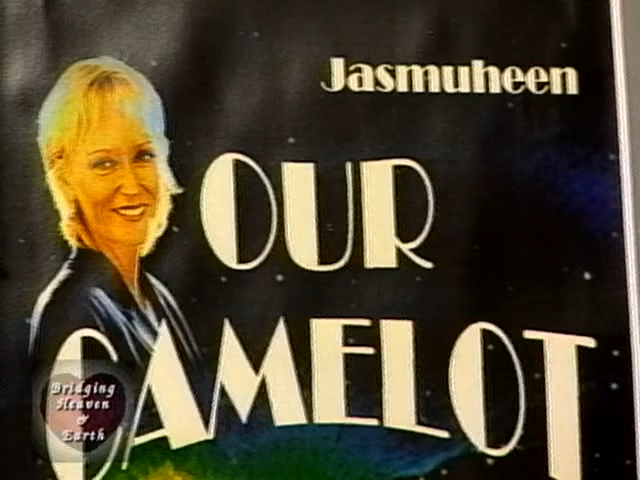 Jasmuheen
OUR
CAMELOT
Bridging
Heaven
&
Earth